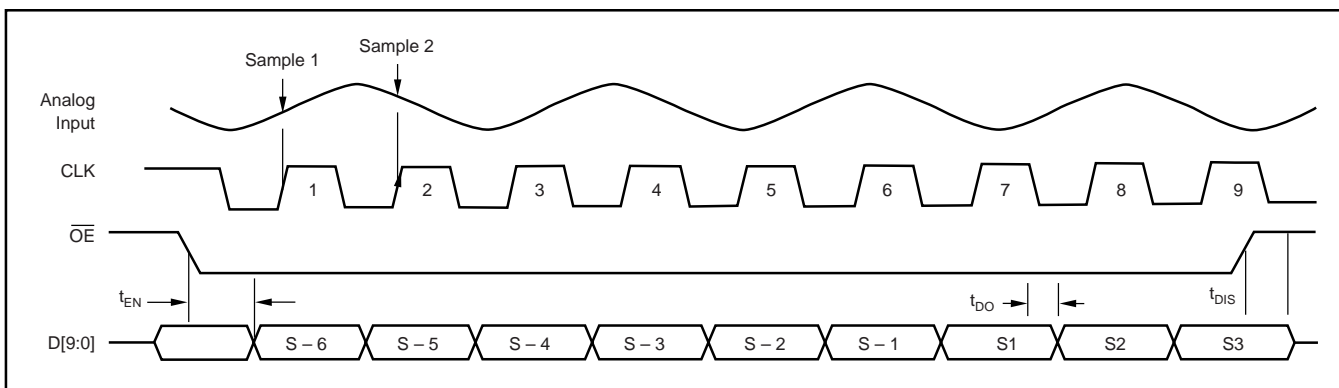 Sample 1
Sample 2
Analog
Input
CLK
1 2 3 4 5 6 7 8 9
OE
tEN
tDO
tDIS
D[9:0]
S – 6 S – 5 S – 4 S – 3 S – 2 S – 1 S1 S2 S3